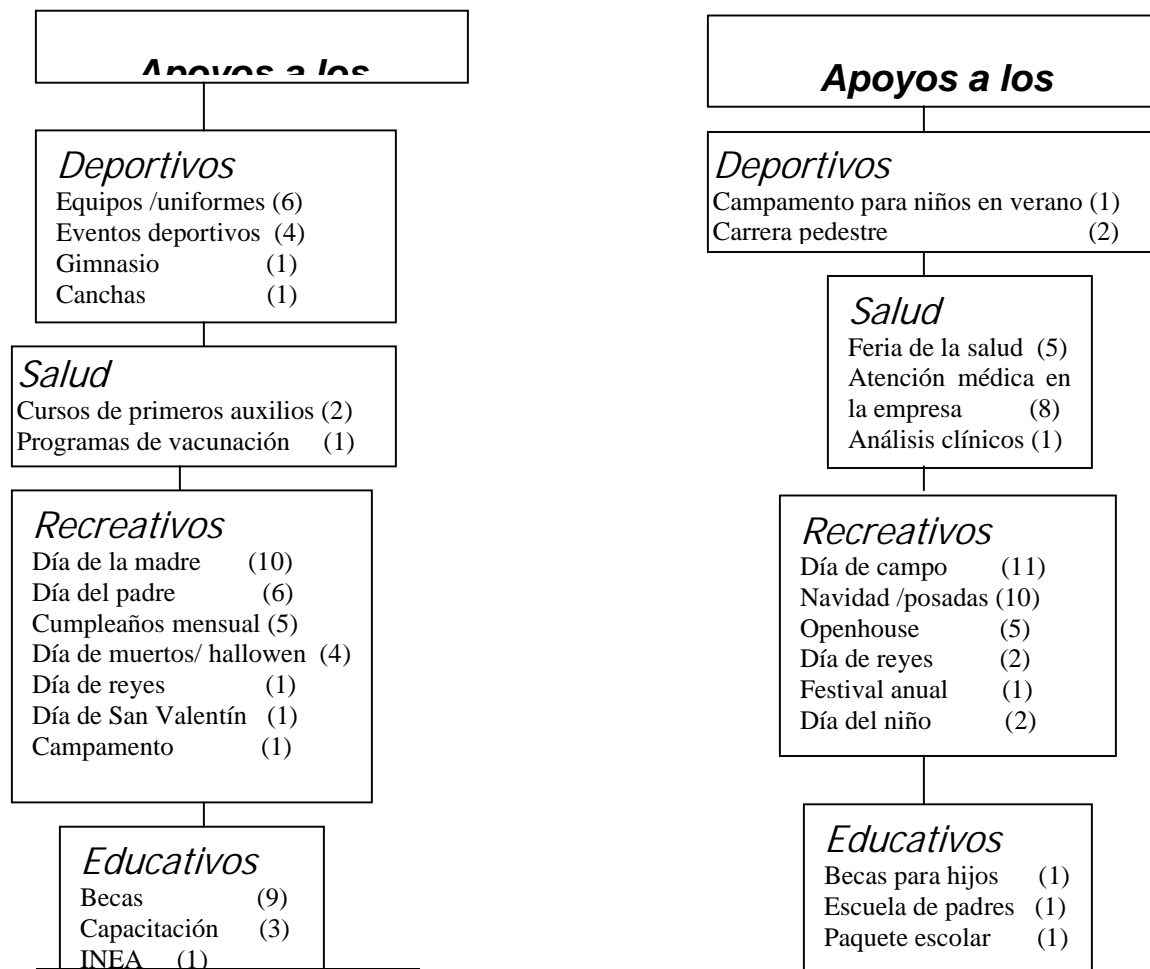 Apoyos a los
Deportivos
Equipos /uniformes (6)
Eventos deportivos (4)
Gimnasio (1)
Canchas (1)
Salud
Cursos de primeros auxilios (2)
Programas de vacunación (1)
Recreativos
Día de la madre (10)
Día del padre (6)
Cumpleaños mensual (5)
Día de muertos/ hallowen (4)
Día de reyes (1)
Día de San Valentín (1)
Campamento (1)
Educativos
Becas (9)
Capacitación (3)
INEA (1)
Apoyos a los
Deportivos
Campamento para niños en verano (1)
Carrera pedestre (2)
Salud
Feria de la salud (5)
Atención médica en
la empresa (8)
Análisis clínicos (1)
Recreativos
Día de campo (11)
Navidad /posadas (10)
Openhouse (5)
Día de reyes (2)
Festival anual (1)
Día del niño (2)
Educativos
Becas para hijos (1)
Escuela de padres (1)
Paquete escolar (1)